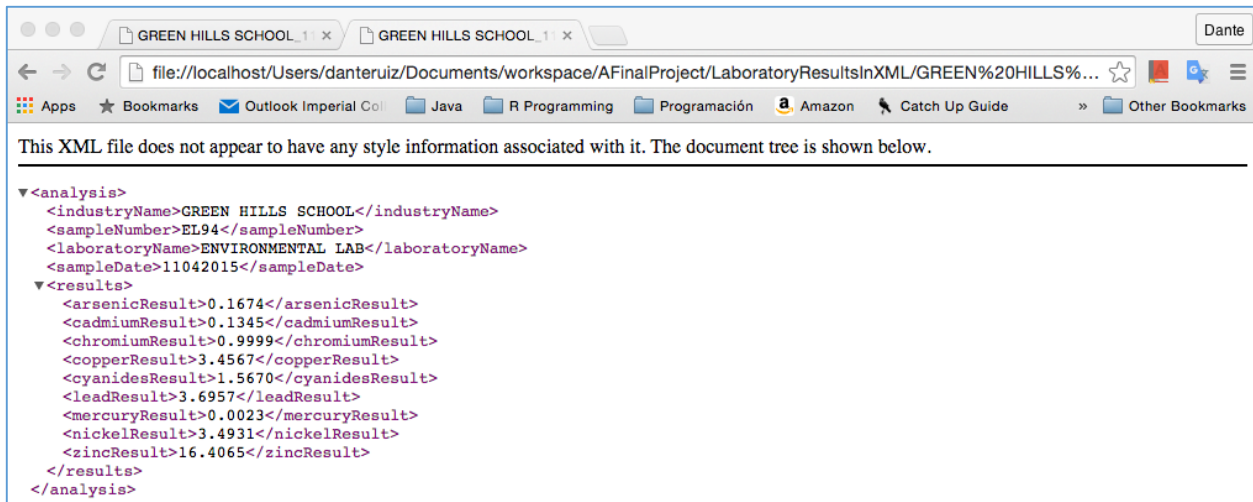 GREEN HILLS SCHOOL_11 × GREEN HILLS SCHOOL_11 × Dante
file://localhost/Users/danteruiz/Documents/workspace/AFinalProject/LaboratoryResultsInXML/GREEN%20HILLS%...
Apps Bookmarks Outlook Imperial Col Java R Programming Programación Amazon Catch Up Guide » Other Bookmarks
This XML file does not appear to have any style information associated with it. The document tree is shown below.
▼<analysis>
<industryName>GREEN HILLS SCHOOL</industryName>
<sampleNumber>EL94</sampleNumber>
<laboratoryName>ENVIRONMENTAL LAB</laboratoryName>
<sampleDate>11042015</sampleDate>
▼<results>
<arsenicResult>0.1674</arsenicResult>
<cadmiumResult>0.1345</cadmiumResult>
<chromiumResult>0.9999</chromiumResult>
<copperResult>3.4567</copperResult>
<cyanidesResult>1.5670</cyanidesResult>
<leadResult>3.6957</leadResult>
<mercuryResult>0.0023</mercuryResult>
<nickelResult>3.4931</nickelResult>
<zincResult>16.4065</zincResult>
</results>
</analysis>